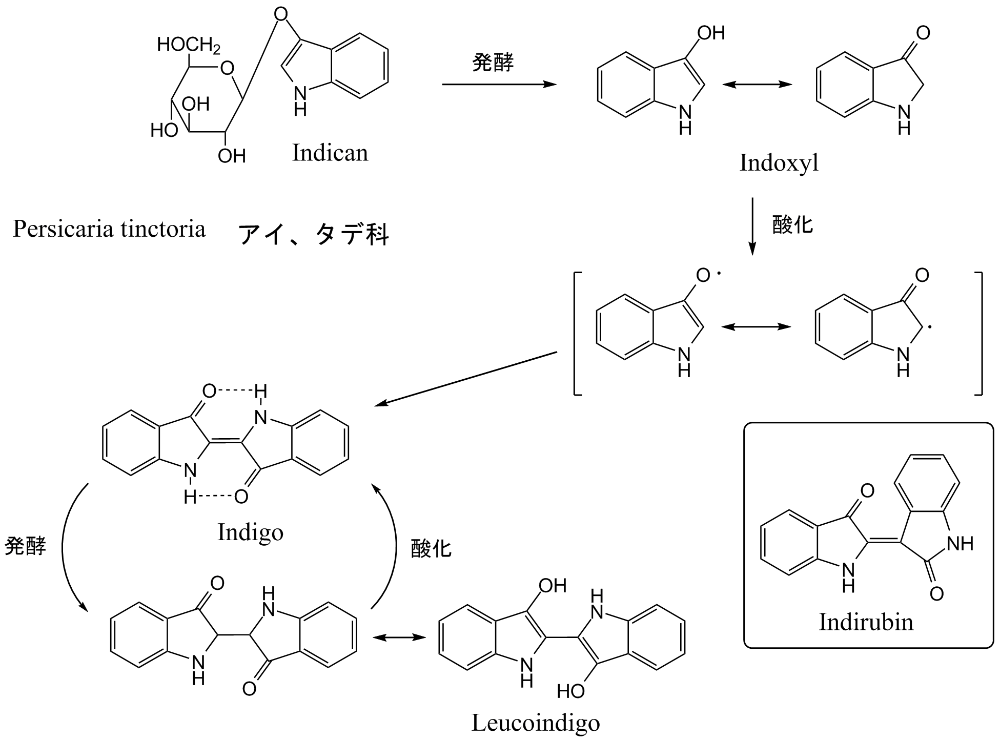 O
HOCH2
O
OH
HO
OH
N
H
Indican
発酵
OH
N
H
O
N
H
Indoxyl
Persicaria tinctoria アイ、タデ科
酸化
O ·
N
H
O
·
N
H
O H
N
N
H O
Indigo
発酵
酸化
O
H
N
N
H
O
OH
H
N
N
H
HO
Leucoindigo
O
NH
N
H
O
Indirubin